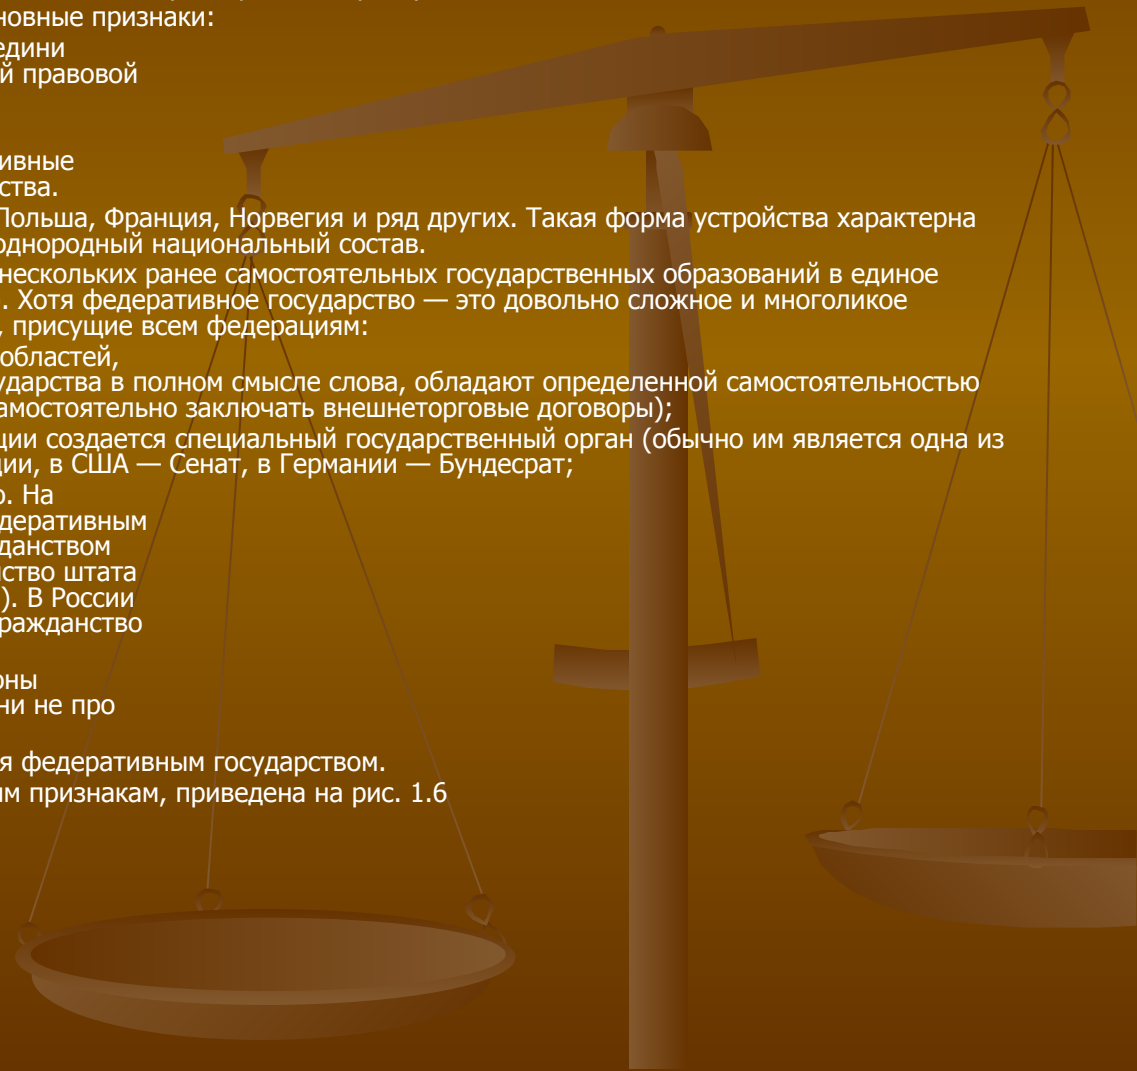 новные признаки:
едини
й правовой
ивные
ства.
Польша, Франция, Норвегия и ряд других. Такая форма устройства характерна
однородный национальный состав.
нескольких ранее самостоятельных государственных образований в единое
. Хотя федеративное государство — это довольно сложное и многоликое
, присущие всем федерациям:
областей,
ударства в полном смысле слова, обладают определенной самостоятельностью
амостоятельно заключать внешнеторговые договоры);
ции создается специальный государственный орган (обычно им является одна из
ции, в США — Сенат, в Германии — Бундесрат;
о. На
деративным
данством
ство штата
). В России
ражданство
оны
ни не про
я федеративным государством.
ым признакам, приведена на рис. 1.6